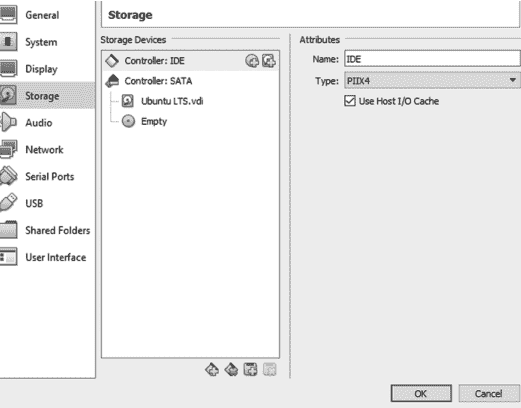 General
System
Display
Storage
Audio
Network
Serial Ports
USB
Shared Folders
User Interface
Storage
Storage Devices
Controller: IDE
Controller: SATA
Ubuntu LTS.vdi
Empty
Attributes
Name: IDE
Type: PIIX4
Use Host I/O Cache
OK Cancel